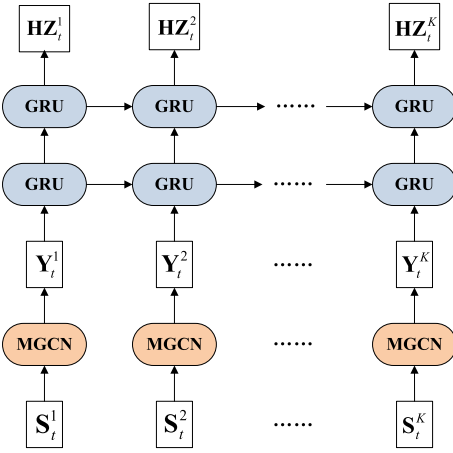 HZ_t^1 HZ_t^2 HZ_t^K
GRU GRU ...... GRU
GRU GRU ...... GRU
Y_t^1 Y_t^2 ...... Y_t^K
MGCN MGCN ...... MGCN
S_t^1 S_t^2 ...... S_t^K